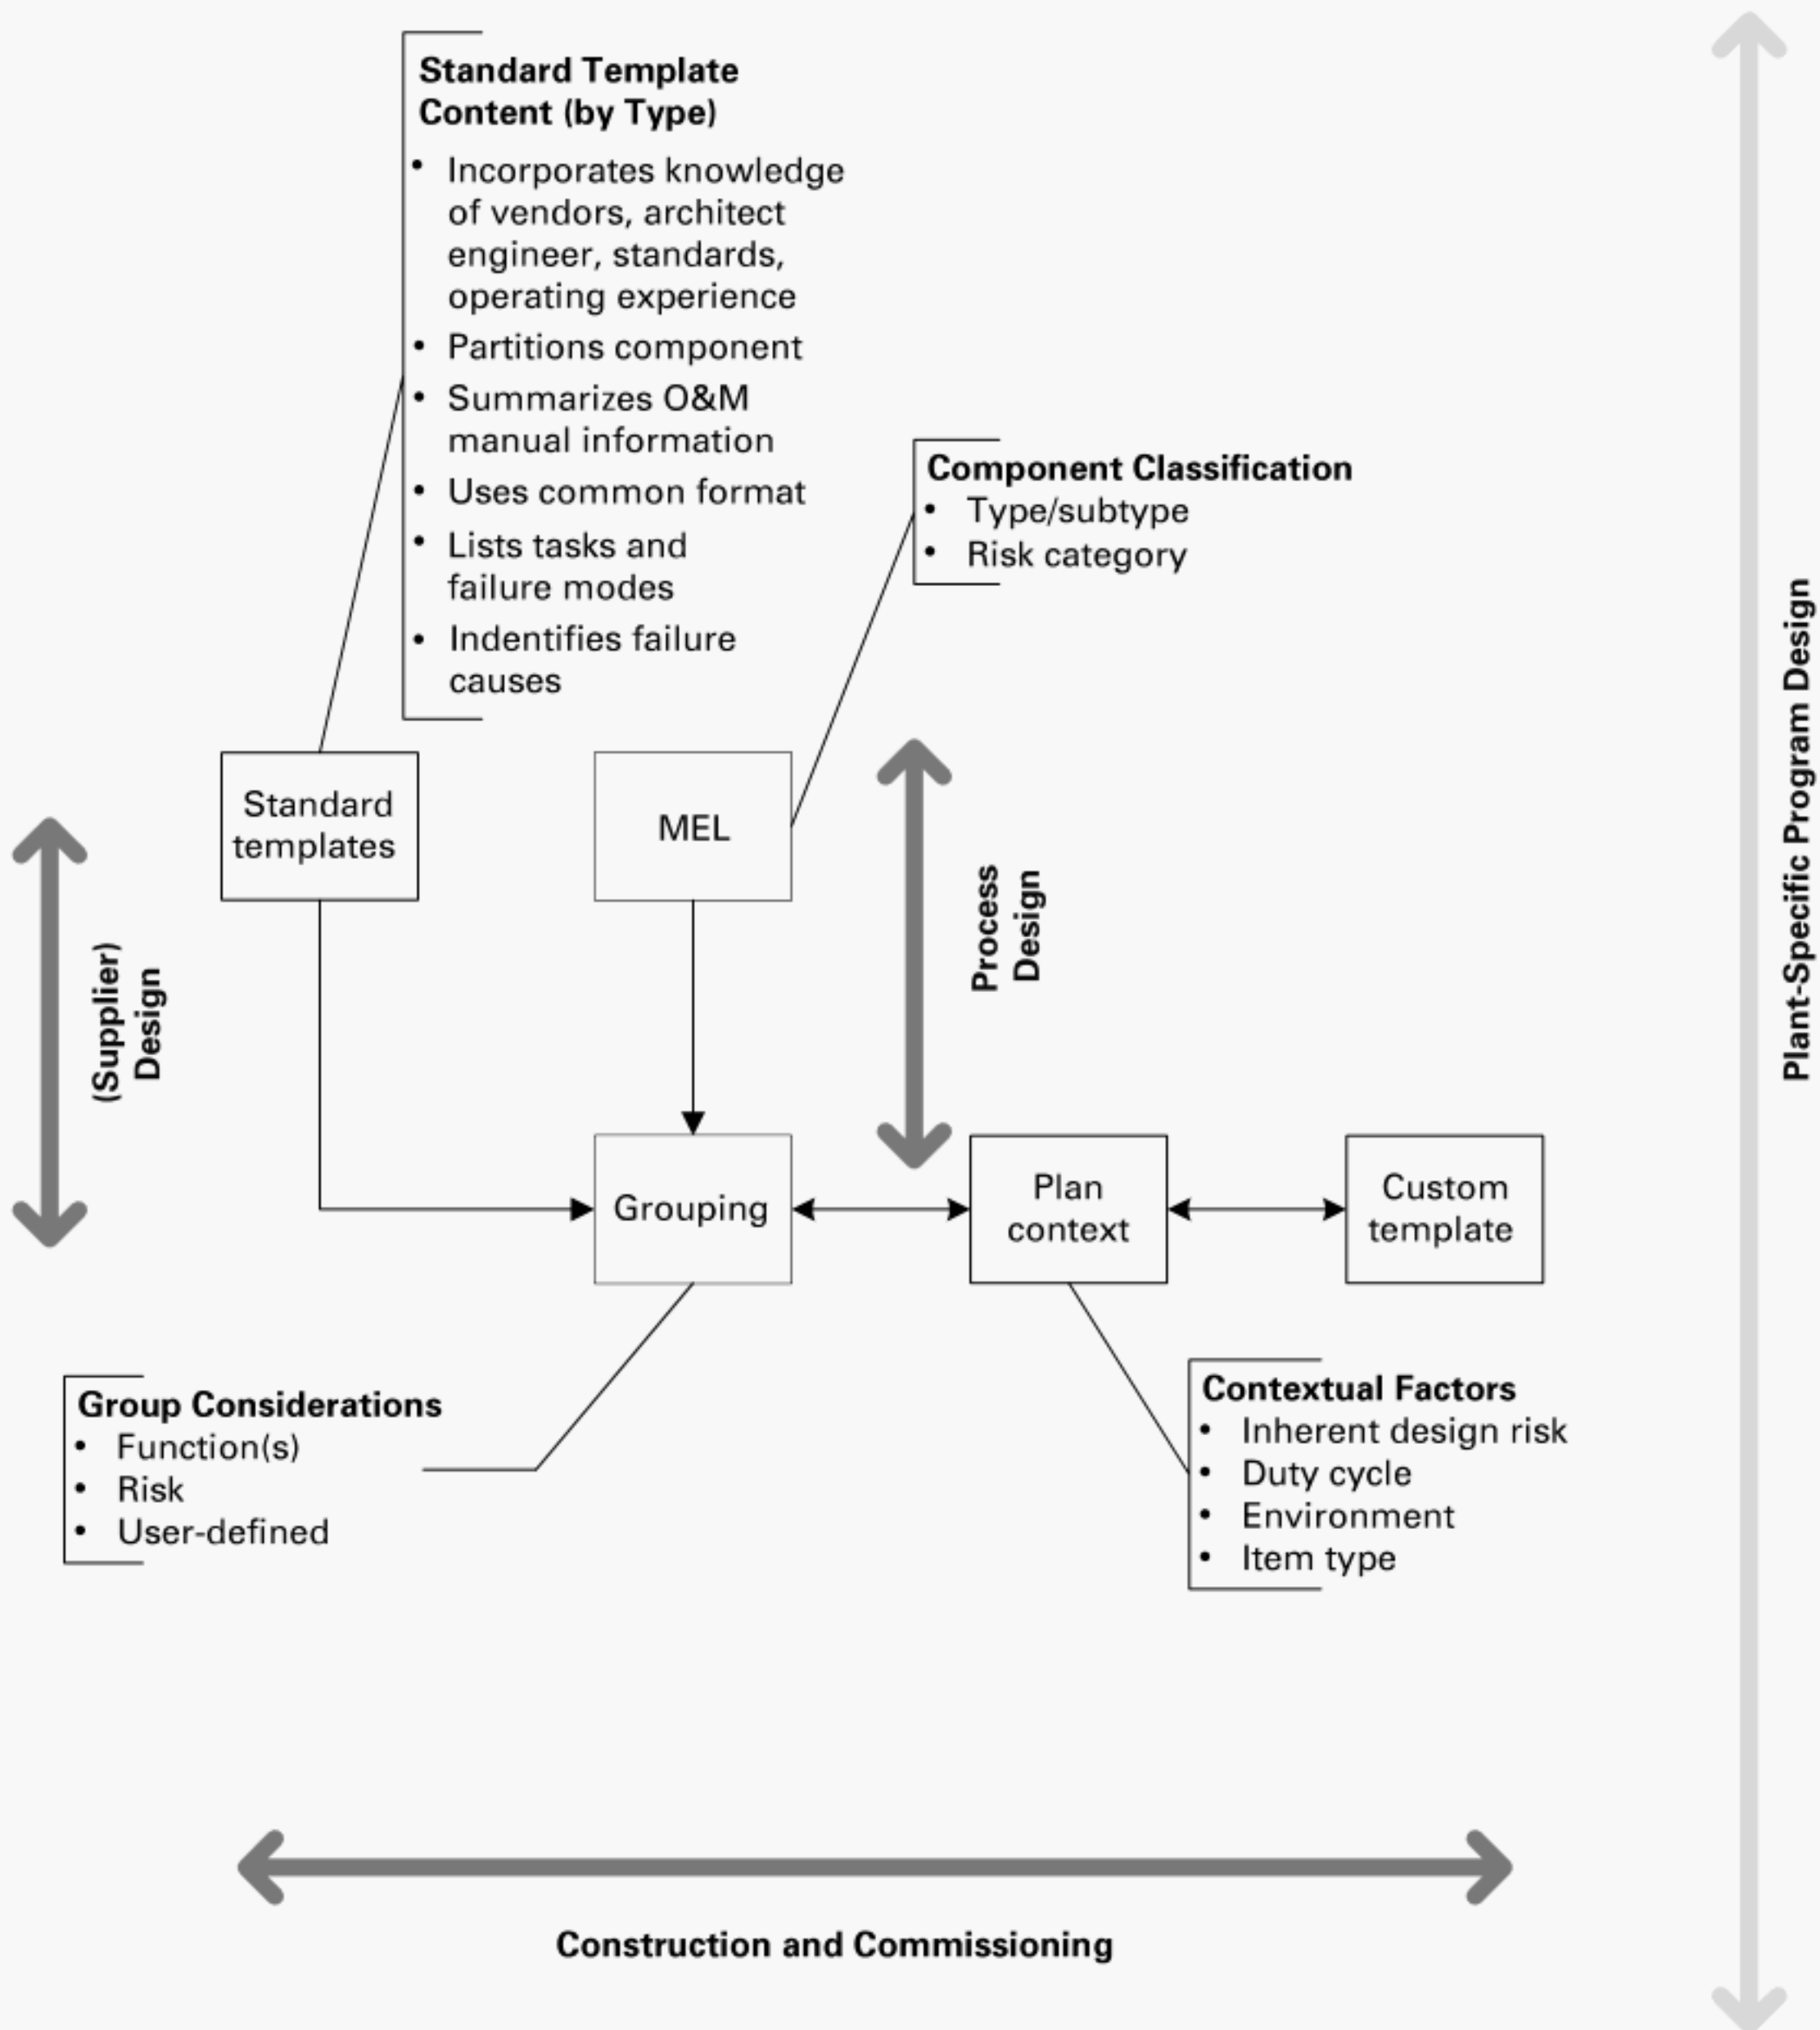 Standard Template
Content (by Type)
• Incorporates knowledge
of vendors, architect
engineer, standards,
operating experience
• Partitions component
• Summarizes O&M
manual information
• Uses common format
• Lists tasks and
failure modes
• Indentifies failure
causes
Component Classification
• Type/subtype
• Risk category
Standard
templates
MEL
Process
Design
(Supplier)
Design
Plant-Specific Program Design
Grouping
Plan
context
Custom
template
Group Considerations
• Function(s)
• Risk
• User-defined
Contextual Factors
• Inherent design risk
• Duty cycle
• Environment
• Item type
Construction and Commissioning